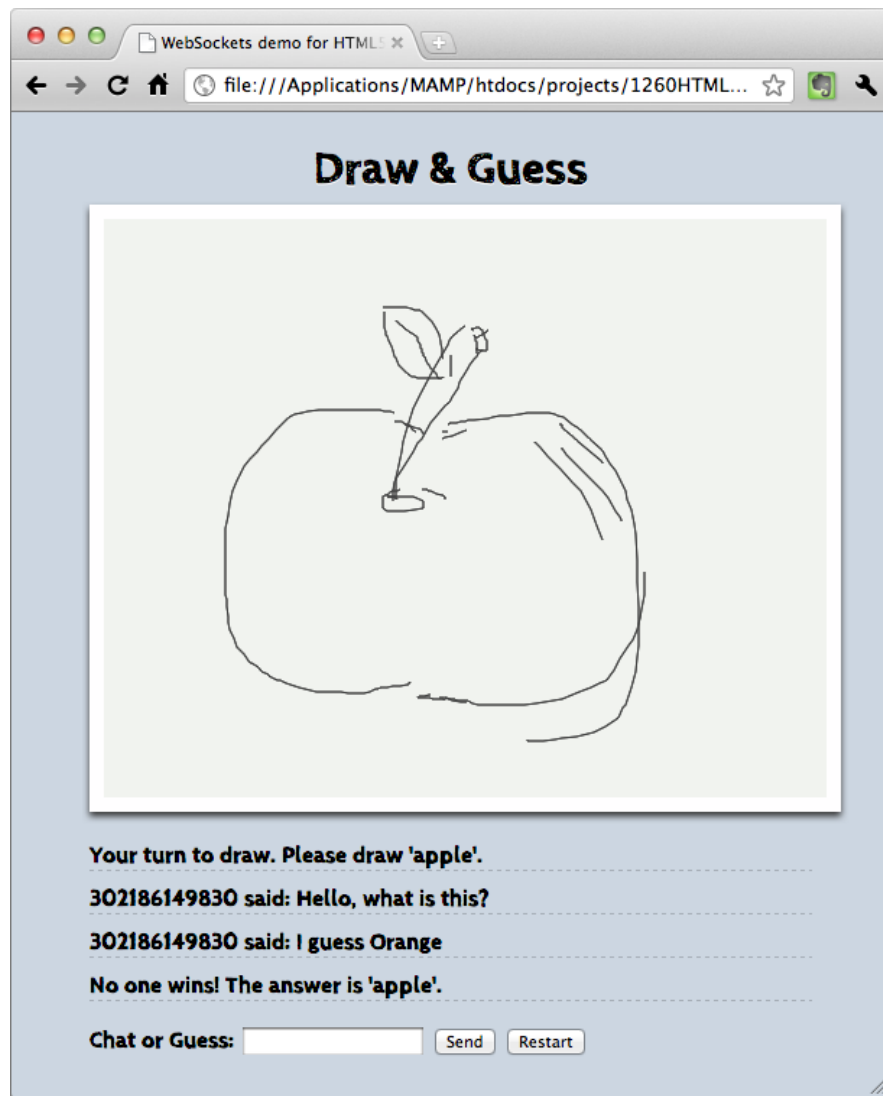 WebSockets demo for HTML5
file:///Applications/MAMP/htdocs/projects/1260HTML...
Draw & Guess
Your turn to draw. Please draw 'apple'.
302186149830 said: Hello, what is this?
302186149830 said: I guess Orange
No one wins! The answer is 'apple'.
Chat or Guess: Send Restart